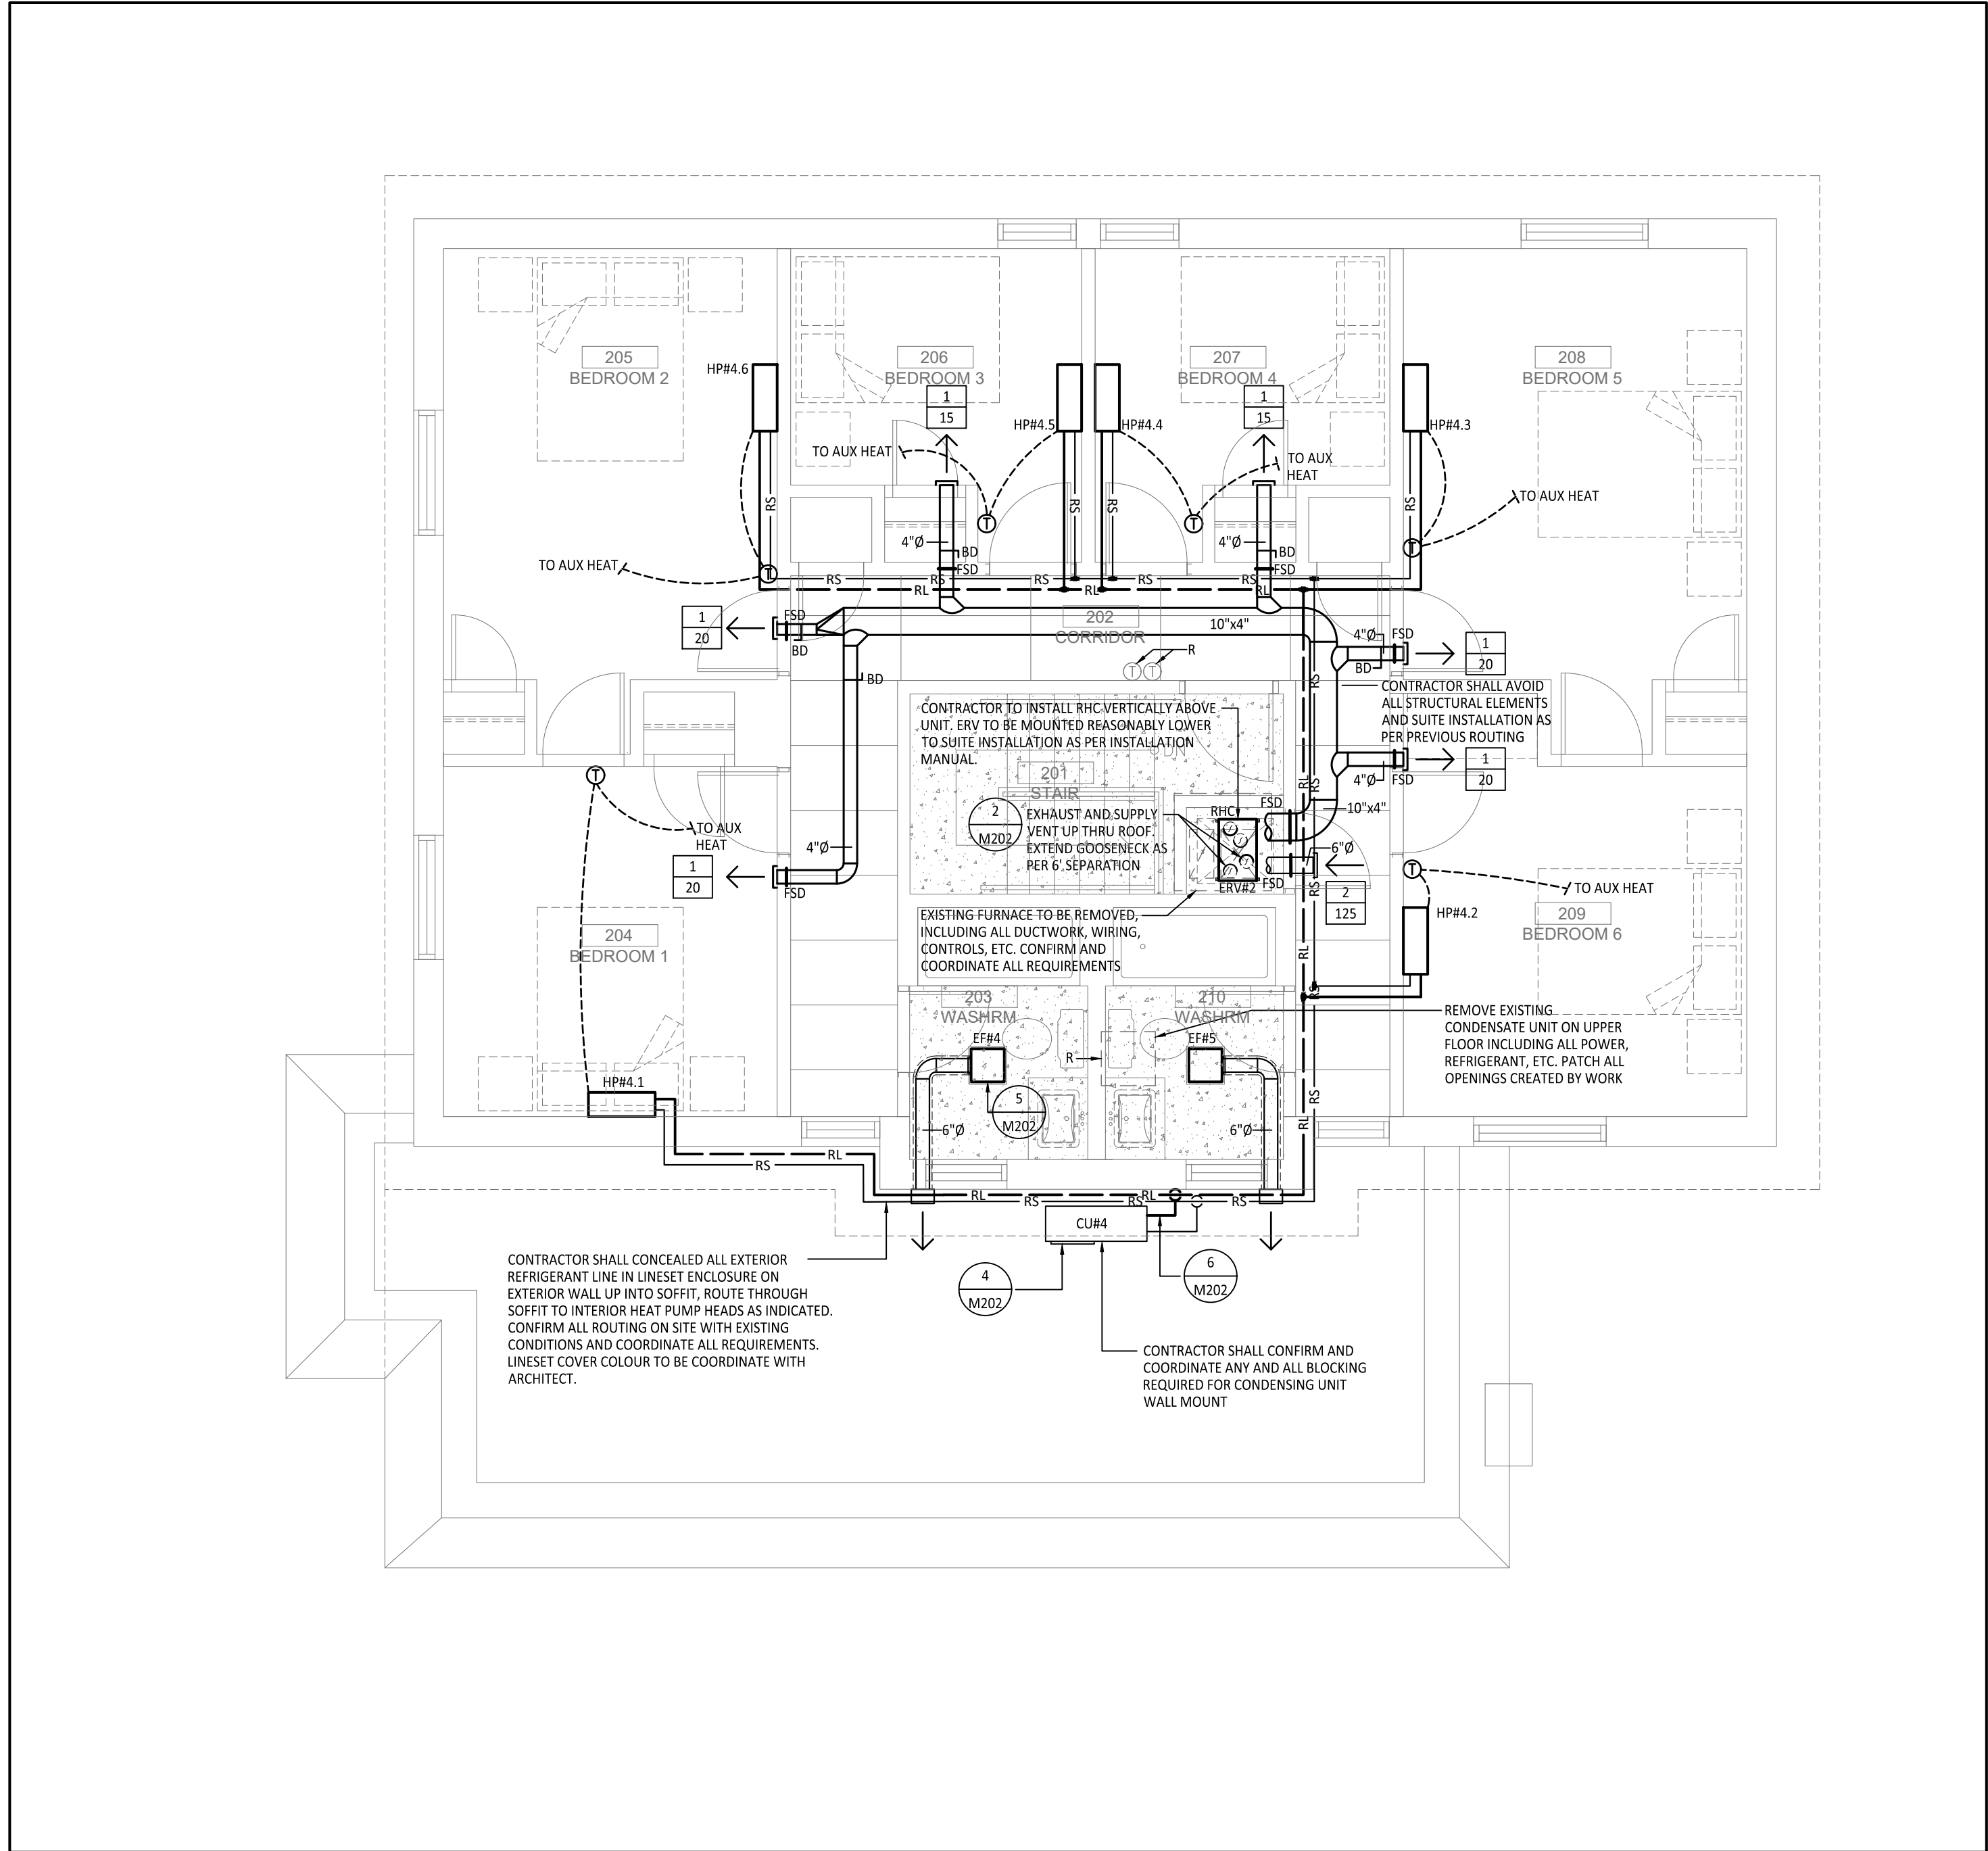 205
BEDROOM 2
HP#4.6
206
BEDROOM 3
1
15
HP#4.5
TO AUX HEAT
207
BEDROOM 4
1
15
HP#4.4
TO AUX
HEAT
208
BEDROOM 5
HP#4.3
TO AUX HEAT
RS
RS
RS
RS
T
T
T
T
4"Ø
BD
FSD
4"Ø
BD
FSD
TO AUX HEAT
RS
RS
RS
RS
RS
RL
RL
RL
1
20
FSD
BD
202
CORRIDOR
10"x4"
4"Ø
FSD
BD
1
20
R
T
T
BD
RS
CONTRACTOR SHALL AVOID
ALL STRUCTURAL ELEMENTS
AND SUITE INSTALLATION AS
PER PREVIOUS ROUTING
CONTRACTOR TO INSTALL RHC VERTICALLY ABOVE
UNIT. ERV TO BE MOUNTED REASONABLY LOWER
TO SUITE INSTALLATION AS PER INSTALLATION
MANUAL.
DN
201
STAIR
4"Ø
FSD
1
20
RL
RS
10"x4"
2
M202
EXHAUST AND SUPPLY
VENT UP THRU ROOF.
EXTEND GOOSENECK AS
PER 6' SEPARATION
RHC
FSD
6"Ø
FSD
ERV#2
RS
2
125
T
TO AUX
HEAT
4"Ø
1
20
FSD
T
TO AUX HEAT
HP#4.2
209
BEDROOM 6
EXISTING FURNACE TO BE REMOVED,
INCLUDING ALL DUCTWORK, WIRING,
CONTROLS, ETC. CONFIRM AND
COORDINATE ALL REQUIREMENTS
204
BEDROOM 1
RL
RS
203
WASHRM
210
WASHRM
REMOVE EXISTING
CONDENSATE UNIT ON UPPER
FLOOR INCLUDING ALL POWER,
REFRIGERANT, ETC. PATCH ALL
OPENINGS CREATED BY WORK
EF#4
EF#5
R
HP#4.1
5
M202
6"Ø
6"Ø
RL
RS
RL
RS
RL
RS
RL
RS
RS
CU#4
4
M202
6
M202
CONTRACTOR SHALL CONCEALED ALL EXTERIOR
REFRIGERANT LINE IN LINESET ENCLOSURE ON
EXTERIOR WALL UP INTO SOFFIT, ROUTE THROUGH
SOFFIT TO INTERIOR HEAT PUMP HEADS AS INDICATED.
CONFIRM ALL ROUTING ON SITE WITH EXISTING
CONDITIONS AND COORDINATE ALL REQUIREMENTS.
LINESET COVER COLOUR TO BE COORDINATE WITH
ARCHITECT.
CONTRACTOR SHALL CONFIRM AND
COORDINATE ANY AND ALL BLOCKING
REQUIRED FOR CONDENSING UNIT
WALL MOUNT